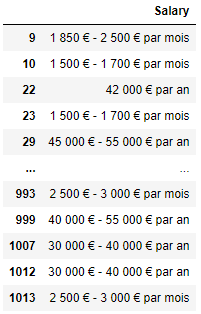 Salary
9 1 850 € - 2 500 € par mois
10 1 500 € - 1 700 € par mois
22 42 000 € par an
23 1 500 € - 1 700 € par mois
29 45 000 € - 55 000 € par an
... ...
993 2 500 € - 3 000 € par mois
999 40 000 € - 55 000 € par an
1007 30 000 € - 40 000 € par an
1012 30 000 € - 40 000 € par an
1013 2 500 € - 3 000 € par mois